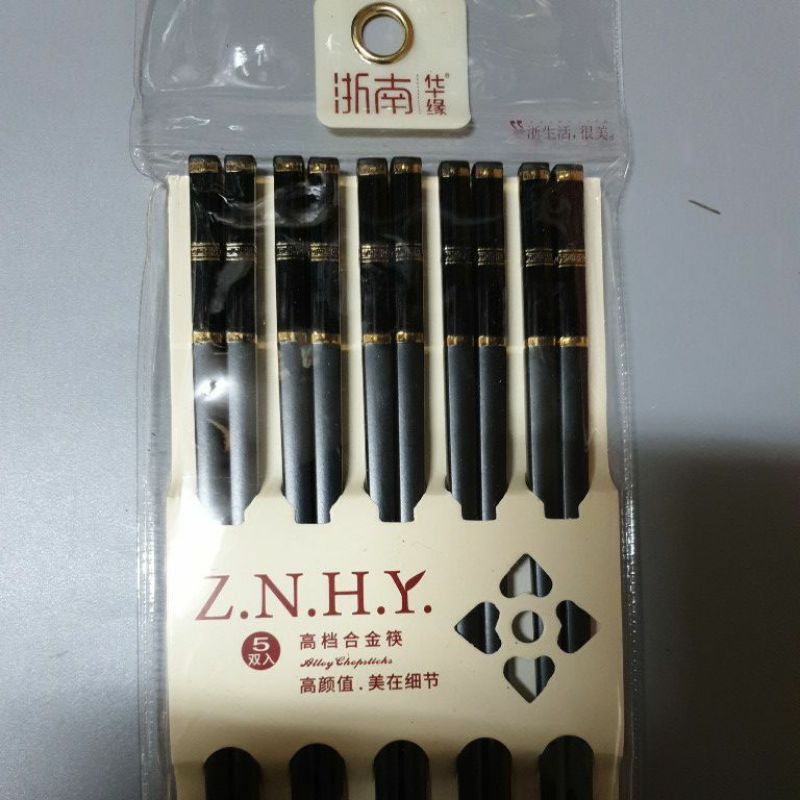 浙南华缘®
浙生活,很美
Z.N.H.Y.
5双入
高档合金筷
Alloy Chopsticks
高颜值.美在细节